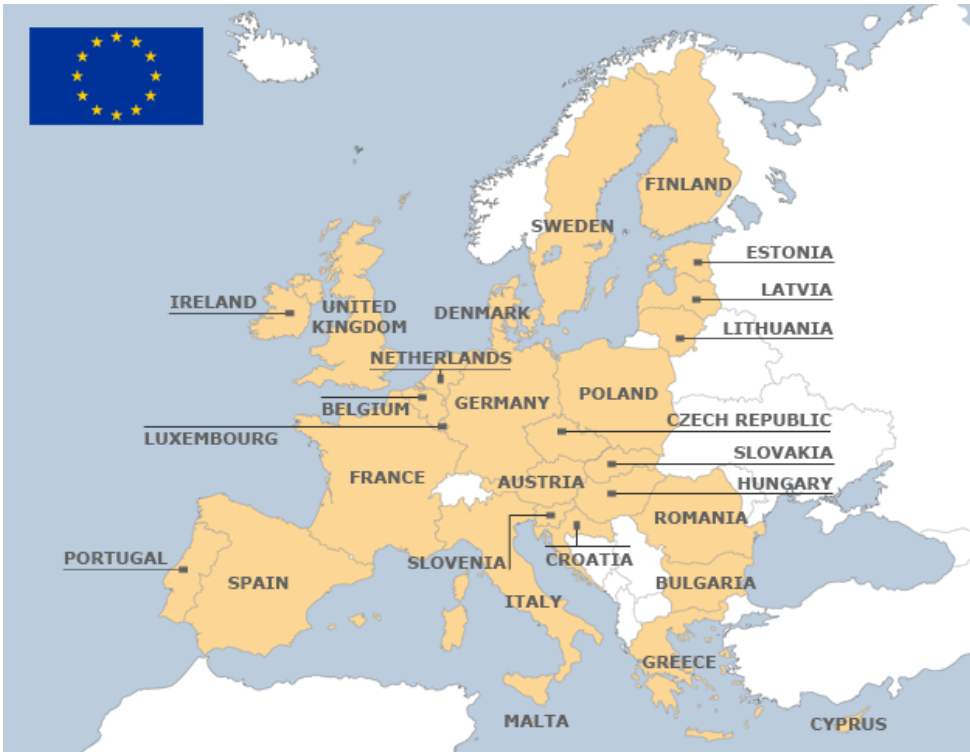 FINLAND
SWEDEN
ESTONIA
LATVIA
IRELAND
UNITED
KINGDOM
DENMARK
LITHUANIA
NETHERLANDS
POLAND
BELGIUM
GERMANY
CZECH REPUBLIC
LUXEMBOURG
SLOVAKIA
FRANCE
AUSTRIA
HUNGARY
ROMANIA
PORTUGAL
SLOVENIA
CROATIA
SPAIN
BULGARIA
ITALY
GREECE
MALTA
CYPRUS